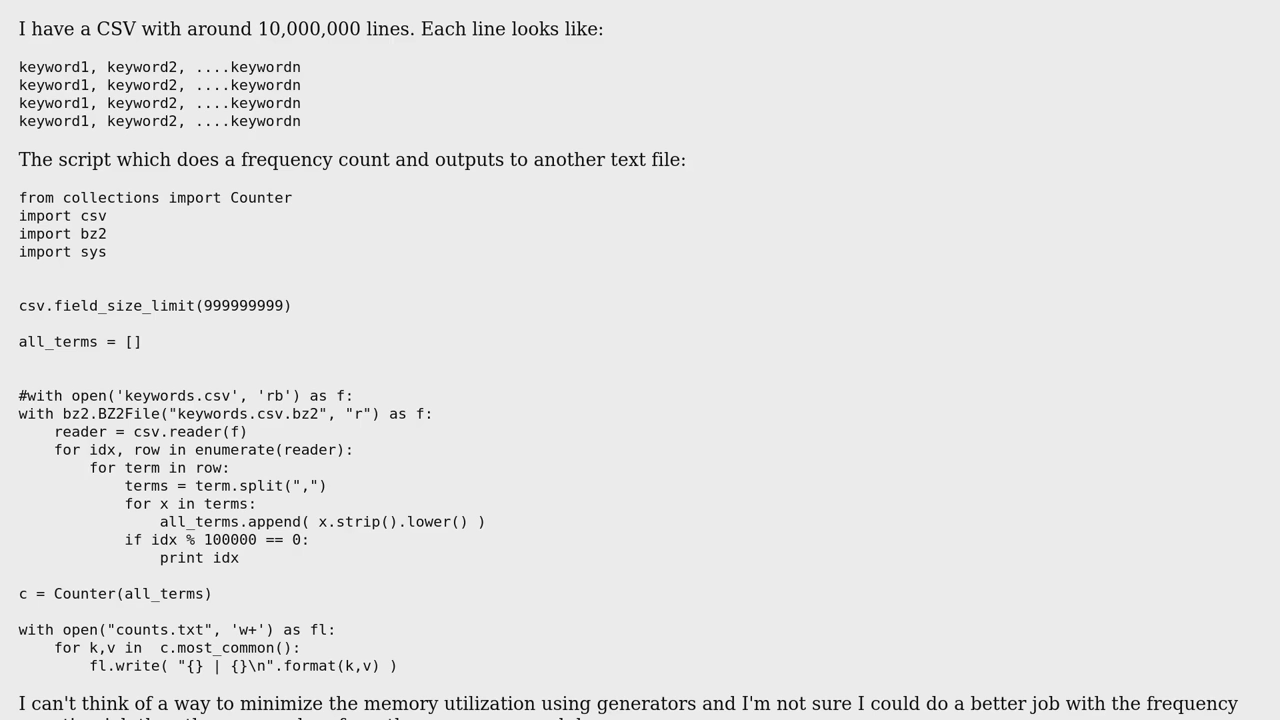 I have a CSV with around 10,000,000 lines. Each line looks like:
keyword1, keyword2, ....keywordn
keyword1, keyword2, ....keywordn
keyword1, keyword2, ....keywordn
keyword1, keyword2, ....keywordn
The script which does a frequency count and outputs to another text file:
from collections import Counter
import csv
import bz2
import sys
csv.field_size_limit(999999999)
all_terms = []
#with open('keywords.csv', 'rb') as f:
with bz2.BZ2File("keywords.csv.bz2", "r") as f:
    reader = csv.reader(f)
    for idx, row in enumerate(reader):
        for term in row:
            terms = term.split(",")
            for x in terms:
                all_terms.append( x.strip().lower() )
            if idx % 100000 == 0:
                print idx
c = Counter(all_terms)
with open("counts.txt", 'w+') as fl:
    for k,v in  c.most_common():
        fl.write( "{} | {}\n".format(k,v) )
I can't think of a way to minimize the memory utilization using generators and I'm not sure I could do a better job with the frequency